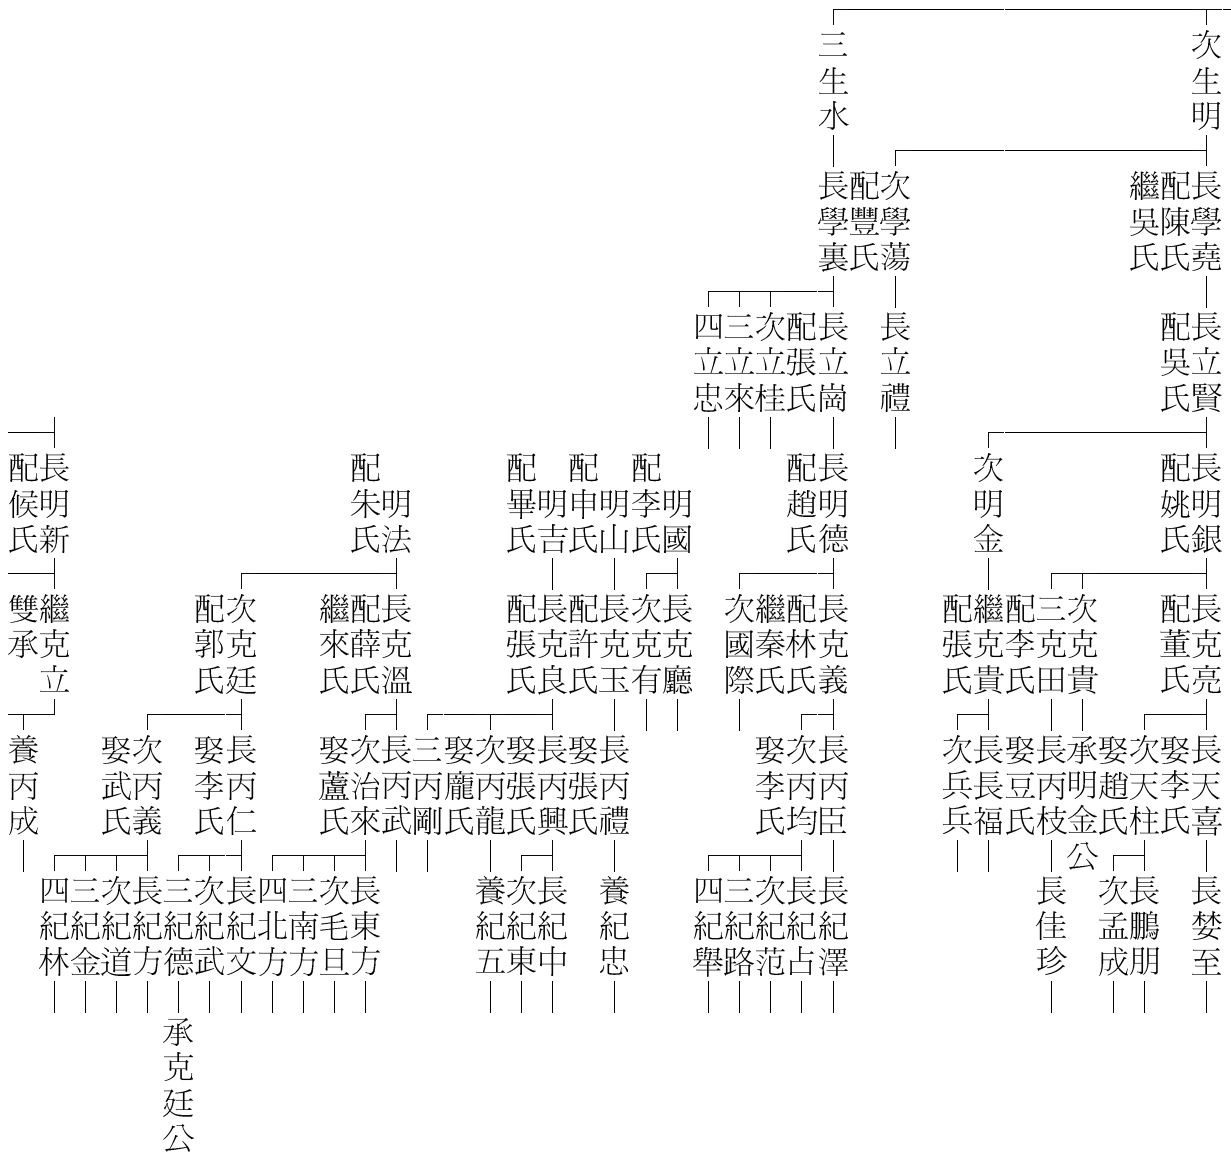 次生明
三生水
長學堯
配陳氏
繼吳氏
次學蕩
配豐氏
長學裏
長立賢
配吳氏
長立禮
長立崗
配張氏
次立桂
三立來
四立忠
長明銀
配姚氏
次明金
長明德
配趙氏
明國
配李氏
明山
配申氏
明吉
配畢氏
明法
配朱氏
長明新
配候氏
長克亮
配董氏
次克貴
三克田
配李氏
繼克貴
配張氏
長克義
配林氏
繼秦氏
次國際
長克廳
次克有
長克玉
配許氏
長克良
配張氏
長克溫
配薛氏
繼來氏
次克廷
配郭氏
繼克立
雙承
長天喜
娶李氏
次天柱
娶趙氏
承明金公
長丙枝
娶豆氏
長長福
次兵兵
長丙臣
次丙均
娶李氏
長丙禮
娶張氏
長丙興
娶張氏
次丙龍
娶龐氏
三丙剛
長丙武
次治來
娶蘆氏
長丙仁
娶李氏
次丙義
娶武氏
養丙成
長婪至
長鵬朋
次孟成
長佳珍
長紀澤
長紀占
次紀范
三紀路
四紀舉
養紀忠
長紀中
次紀東
養紀五
長東方
次毛旦
三南方
四北方
長紀文
次紀武
三紀德
長紀方
次紀道
三紀金
四紀林
承克廷公